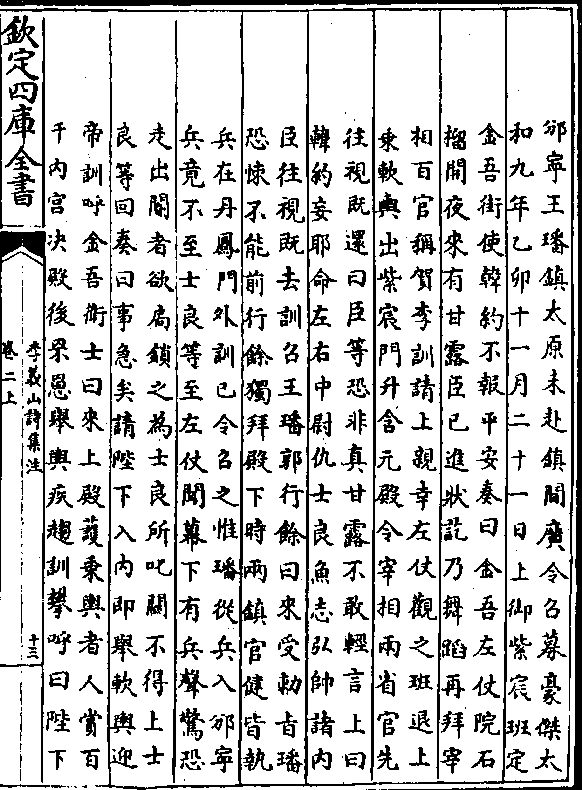 邠寧王璠鎮太原未赴鎮間廣令召募豪傑太
和九年乙卯十一月二十一日上御紫宸班定
金吾街使韓約不報平安奏曰金吾左仗院石
榴開夜來有甘露臣已進狀訖乃舞蹈再拜宰
相百官稱賀李訓請上親幸左仗觀之班退上
乗軟輿出紫宸門升含元殿令宰相兩省官先
往視既還曰臣等恐非真甘露不敢輕言上曰
韓約妄耶命左右中尉仇士良魚志弘帥諸内
臣往視既去訓召王璠郭行餘曰來受勅㫖璠
恐悚不能前行餘獨拜殿下時兩鎮官健皆執
兵在丹鳳門外訓已令召之惟璠從兵入邠寧
兵竟不至士良等至左仗聞幕下有兵聲驚恐
走出閽者欲扃鎖之為士良所叱關不得上士
良等回奏曰事急矣請陛下入内即舉軟輿迎
帝訓呼金吾衛士曰來上殿䕶乗輿者人賞百
千内官決殿後罘罳舉輿疾趨訓攀呼曰陛下
欽定四庫全書
李義山詩集注
卷二上
十三